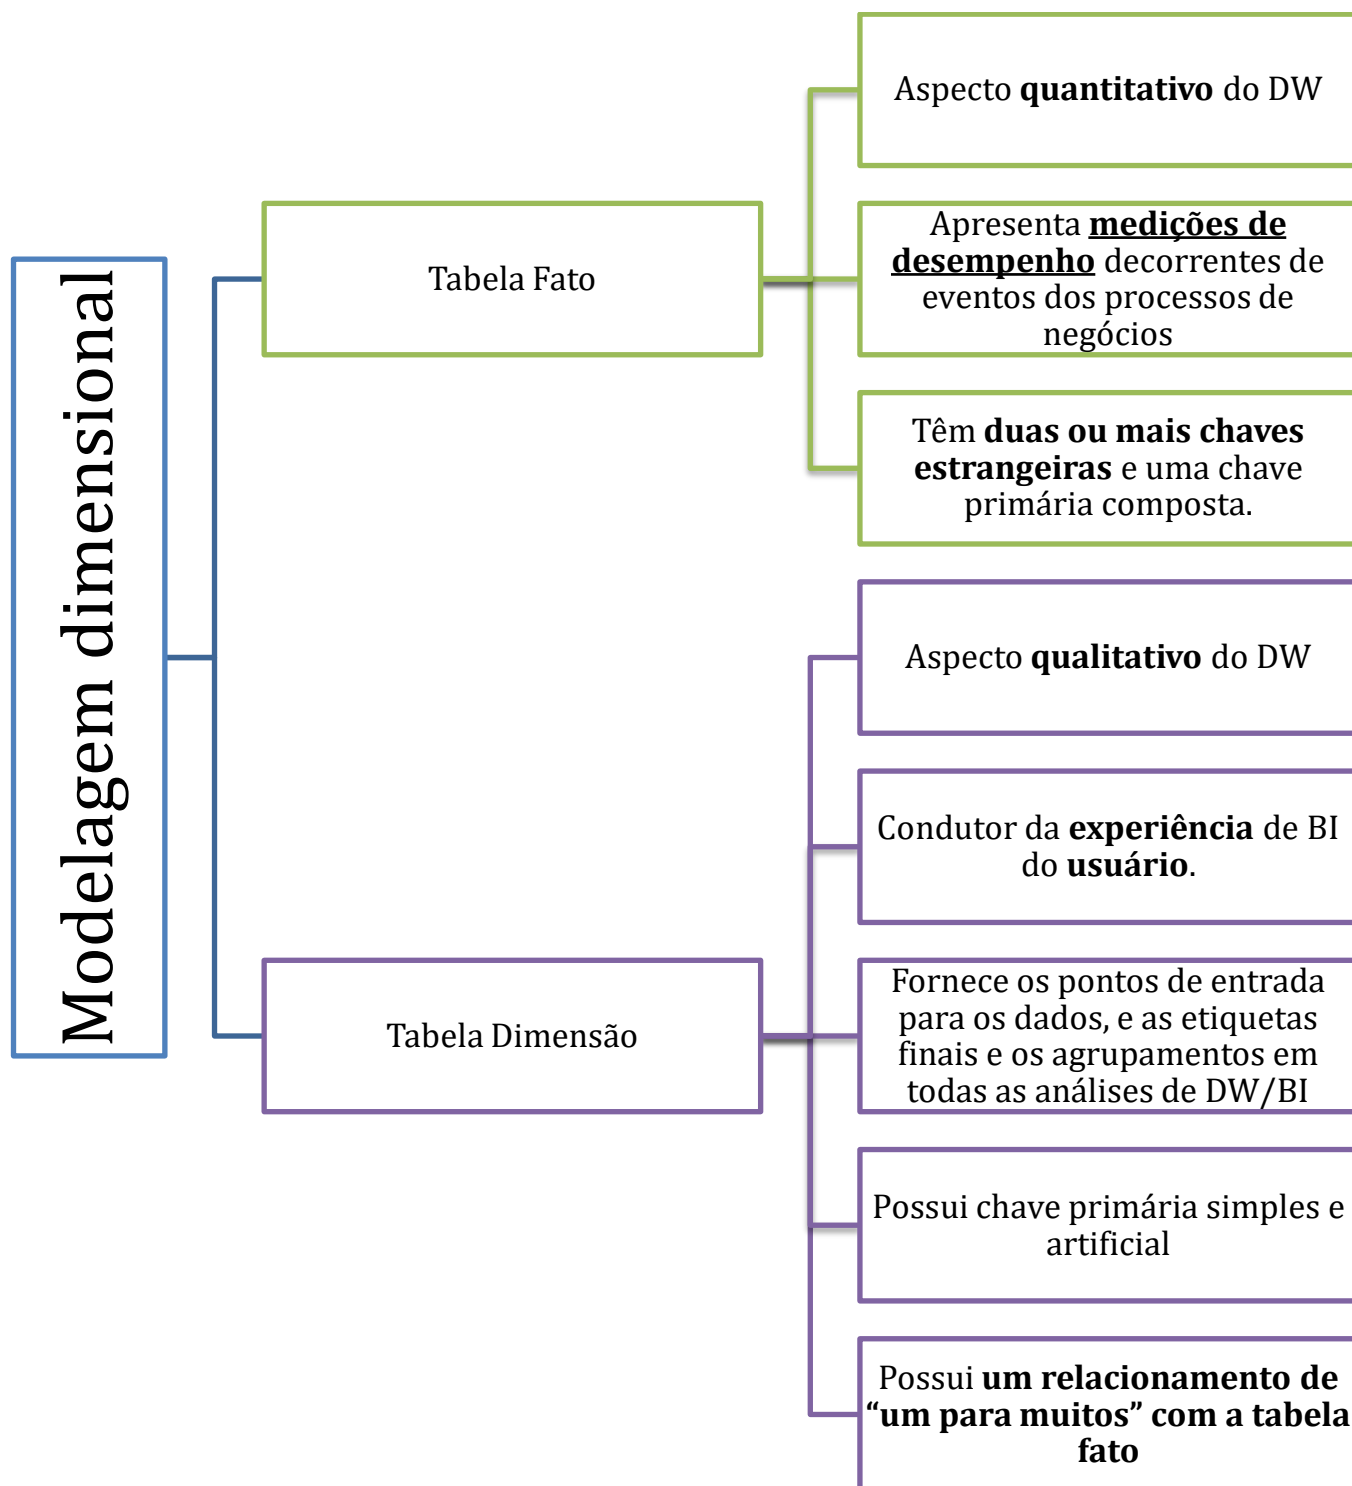 Modelagem dimensional
Tabela Fato
Aspecto quantitativo do DW
Apresenta medições de
desempenho decorrentes de
eventos dos processos de
negócios
Têm duas ou mais chaves
estrangeiras e uma chave
primária composta.
Tabela Dimensão
Aspecto qualitativo do DW
Condutor da experiência de BI
do usuário.
Fornece os pontos de entrada
para os dados, e as etiquetas
finais e os agrupamentos em
todas as análises de DW/BI
Possui chave primária simples e
artificial
Possui um relacionamento de
“um para muitos” com a tabela
fato